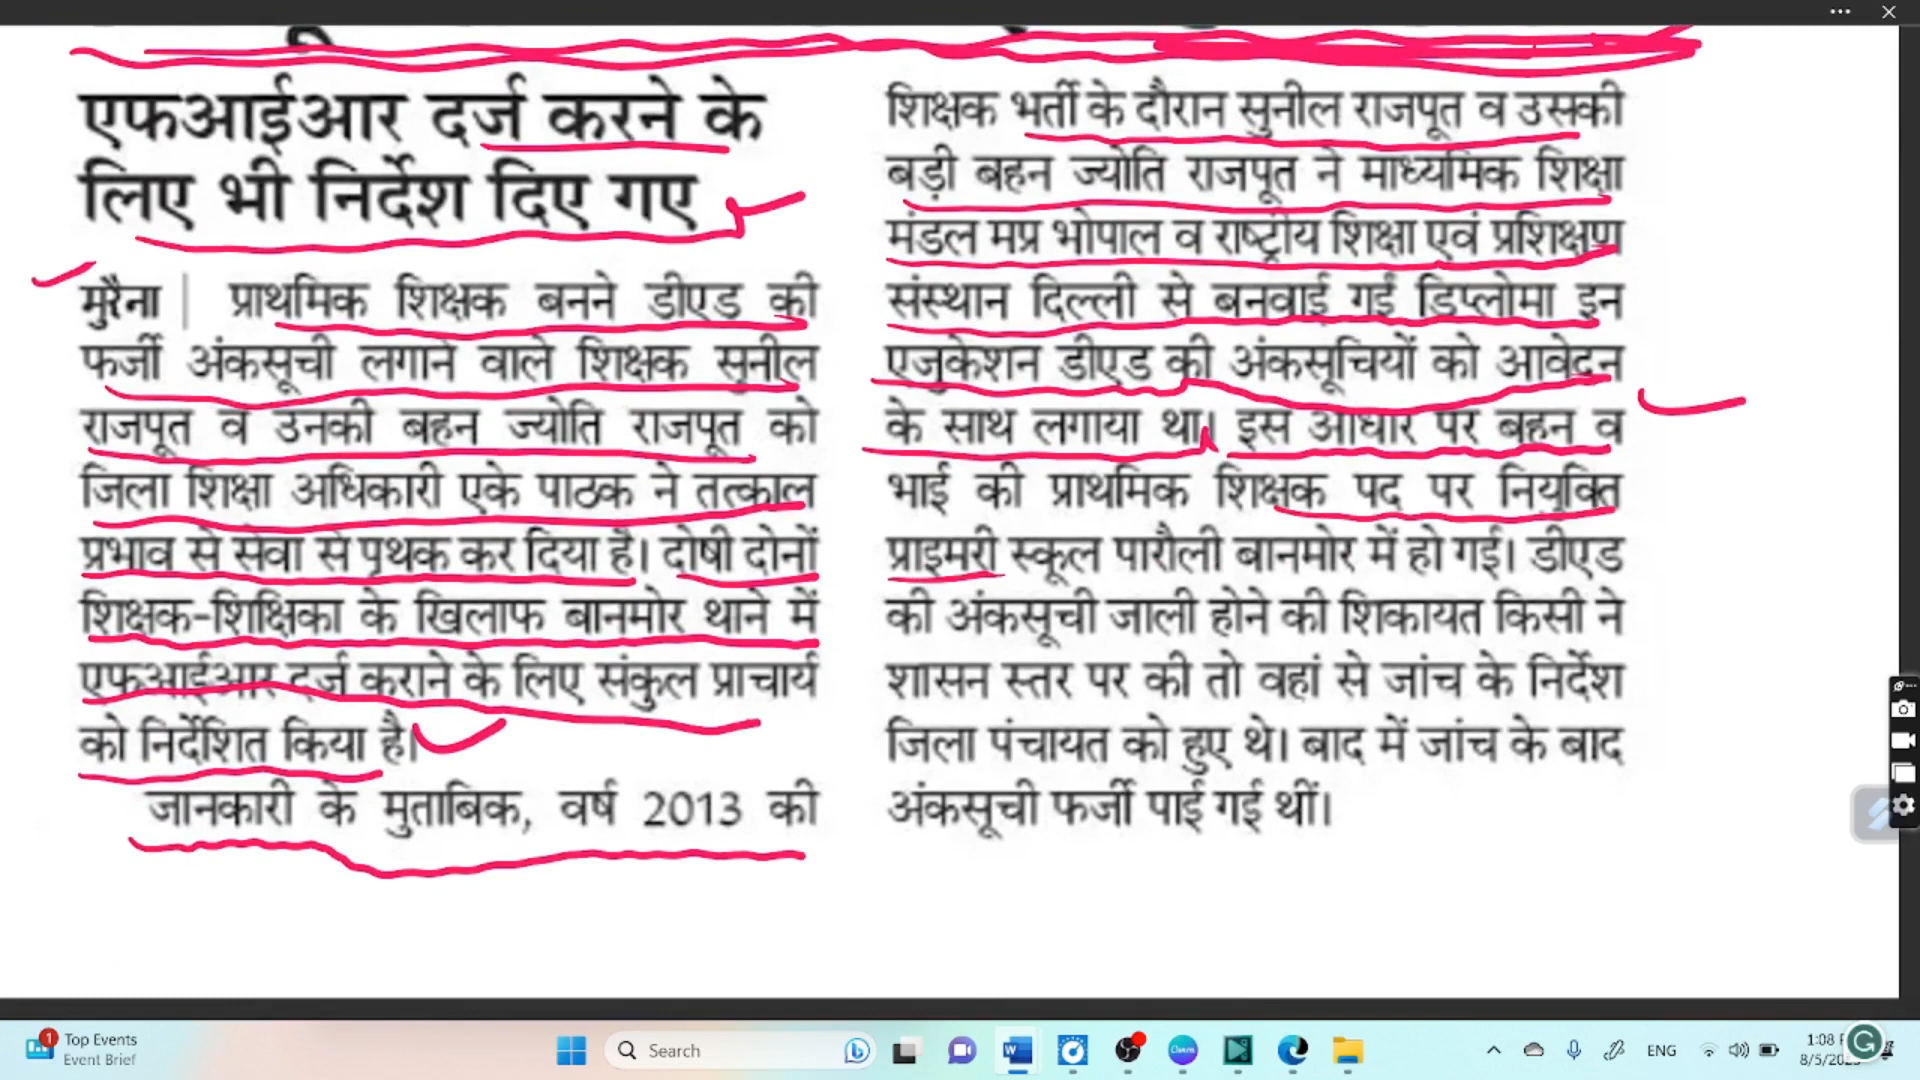 एफआईआर दर्ज करने के
लिए भी निर्देश दिए गए
मुरैना | प्राथमिक शिक्षक बनने डीएड की
फर्जी अंकसूची लगाने वाले शिक्षक सुनील
राजपूत व उनकी बहन ज्योति राजपूत को
जिला शिक्षा अधिकारी एके पाठक ने तत्काल
प्रभाव से सेवा से पृथक कर दिया है। दोषी दोनों
शिक्षक-शिक्षिका के खिलाफ बानमोर थाने में
एफआईआर दर्ज कराने के लिए संकुल प्राचार्य
को निर्देशित किया है।
जानकारी के मुताबिक, वर्ष 2013 की
शिक्षक भर्ती के दौरान सुनील राजपूत व उसकी
बड़ी बहन ज्योति राजपूत ने माध्यमिक शिक्षा
मंडल मप्र भोपाल व राष्ट्रीय शिक्षा एवं प्रशिक्षण
संस्थान दिल्ली से बनवाई गई डिप्लोमा इन
एजुकेशन डीएड की अंकसूचियों को आवेदन
के साथ लगाया था। इस आधार पर बहन व
भाई की प्राथमिक शिक्षक पद पर नियुक्ति
प्राइमरी स्कूल पारौली बानमोर में हो गई। डीएड
की अंकसूची जाली होने की शिकायत किसी ने
शासन स्तर पर की तो वहां से जांच के निर्देश
जिला पंचायत को हुए थे। बाद में जांच के बाद
अंकसूची फर्जी पाई गई थीं।
1
Top Events
Event Brief
Search
Canva
ENG
1:08